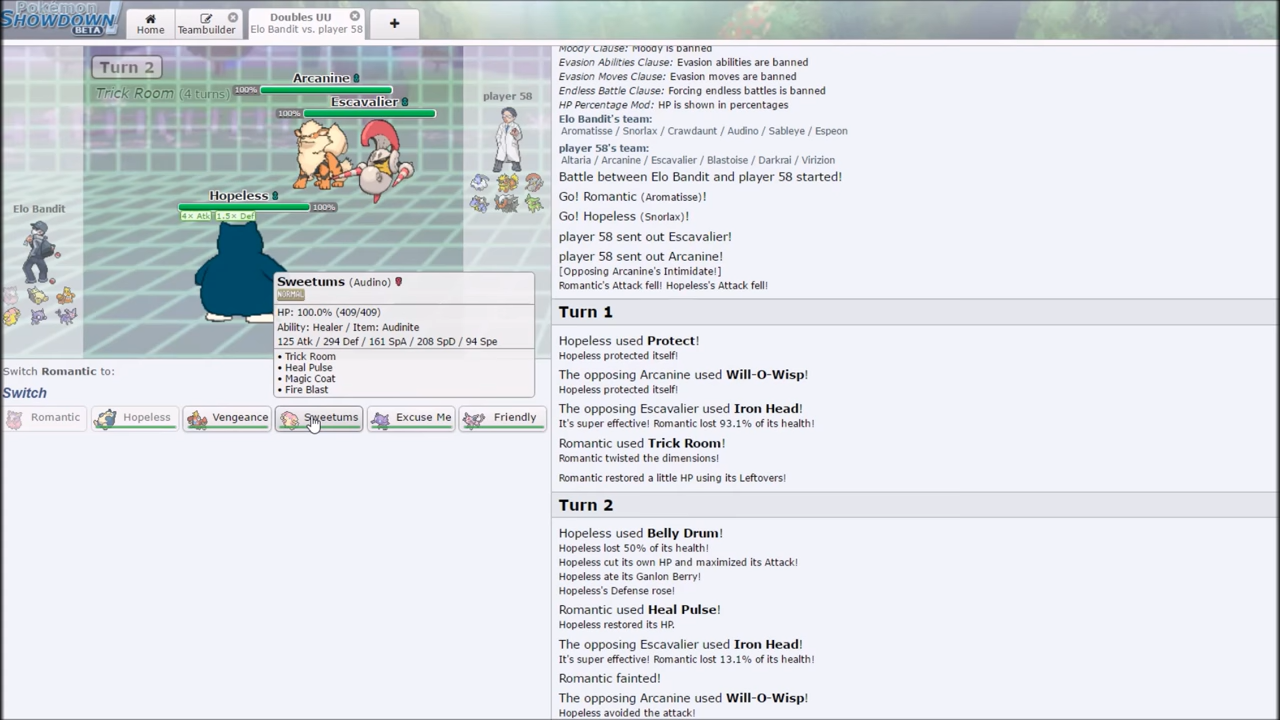 Pokémon
SHOWDOWN
BETA
Home
Teambuilder
Doubles UU
Elo Bandit vs. player 58
+
Turn 2
Trick Room (4 turns)
Arcanine
100%
Escavalier
100%
player 58
Hopeless
100%
4× Atk 1.5× Def
Elo Bandit
Sweetums (Audino)
NORMAL
HP: 100.0% (409/409)
Ability: Healer / Item: Audinite
125 Atk / 294 Def / 161 SpA / 208 SpD / 94 Spe
• Trick Room
• Heal Pulse
• Magic Coat
• Fire Blast
Switch Romantic to:
Switch
Romantic
Hopeless
Vengeance
Sweetums
Excuse Me
Friendly
Moody Clause: Moody is banned
Evasion Abilities Clause: Evasion abilities are banned
Evasion Moves Clause: Evasion moves are banned
Endless Battle Clause: Forcing endless battles is banned
HP Percentage Mod: HP is shown in percentages
Elo Bandit's team:
Aromatisse / Snorlax / Crawdaunt / Audino / Sableye / Espeon
player 58's team:
Altaria / Arcanine / Escavalier / Blastoise / Darkrai / Virizion
Battle between Elo Bandit and player 58 started!
Go! Romantic (Aromatisse)!
Go! Hopeless (Snorlax)!
player 58 sent out Escavalier!
player 58 sent out Arcanine!
[Opposing Arcanine's Intimidate!]
Romantic's Attack fell! Hopeless's Attack fell!
Turn 1
Hopeless used Protect!
Hopeless protected itself!
The opposing Arcanine used Will-O-Wisp!
Hopeless protected itself!
The opposing Escavalier used Iron Head!
It's super effective! Romantic lost 93.1% of its health!
Romantic used Trick Room!
Romantic twisted the dimensions!
Romantic restored a little HP using its Leftovers!
Turn 2
Hopeless used Belly Drum!
Hopeless lost 50% of its health!
Hopeless cut its own HP and maximized its Attack!
Hopeless ate its Ganlon Berry!
Hopeless's Defense rose!
Romantic used Heal Pulse!
Hopeless restored its HP.
The opposing Escavalier used Iron Head!
It's super effective! Romantic lost 13.1% of its health!
Romantic fainted!
The opposing Arcanine used Will-O-Wisp!
Hopeless avoided the attack!